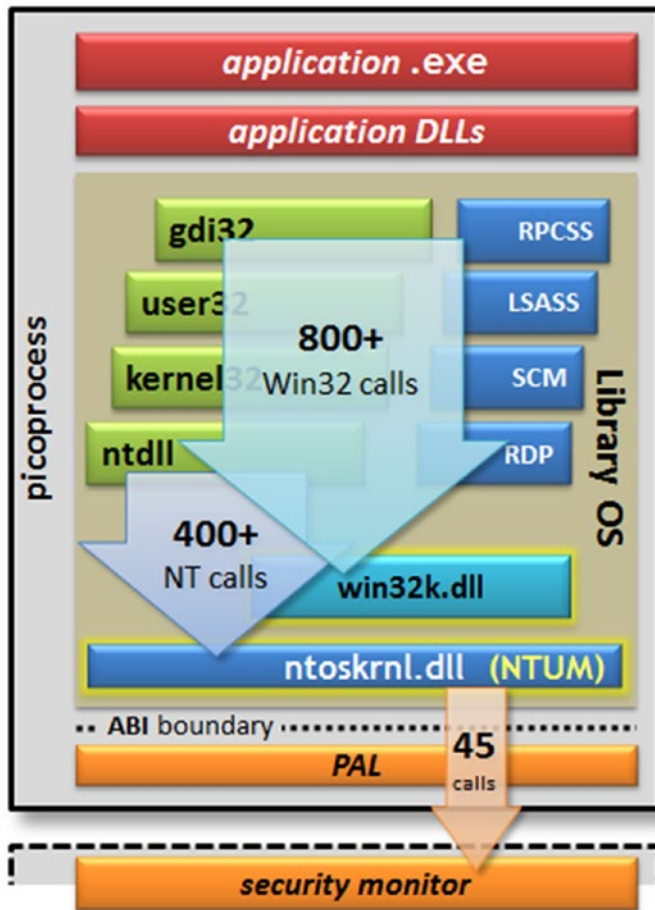 application .exe
application DLLs
picoprocess
gdi32
RPCSS
user32
LSASS
800+
Win32 calls
kernel32
SCM
Library OS
ntdll
RDP
400+
NT calls
win32k.dll
ntoskrnl.dll (NTUM)
ABI boundary
PAL
45
calls
security monitor